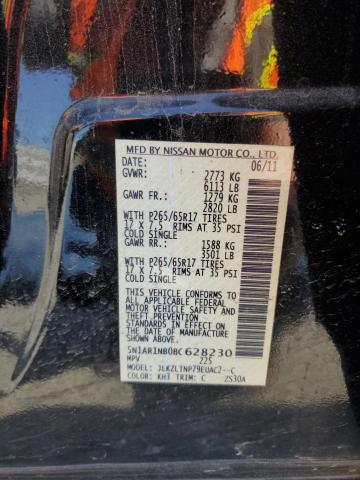 MFD BY NISSAN MOTOR CO., LTD.
DATE: 06/11
GVWR: 2773 KG
6113 LB
GAWR FR: 1279 KG
2820 LB
WITH P265/65R17 TIRES
17 X 7.5 RIMS AT 35 PSI
COLD SINGLE
GAWR RR: 1588 KG
3501 LB
WITH P265/65R17 TIRES
17 X 7.5 RIMS AT 35 PSI
COLD SINGLE
THIS VEHICLE CONFORMS TO
ALL APPLICABLE FEDERAL
MOTOR VEHICLE SAFETY AND
THEFT PREVENTION
STANDARDS IN EFFECT ON
THE DATE OF MANUFACTURE
SHOWN ABOVE.
5N1AR1NB0BC628230
MPV 225
MODEL: JLKZL1NP79EUAC2--C
COLOR: KH3 TRIM: C 2S30A